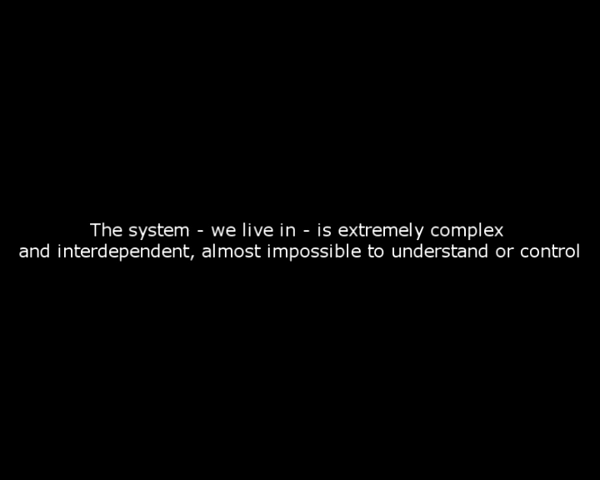 The system - we live in - is extremely complex
and interdependent, almost impossible to understand or control